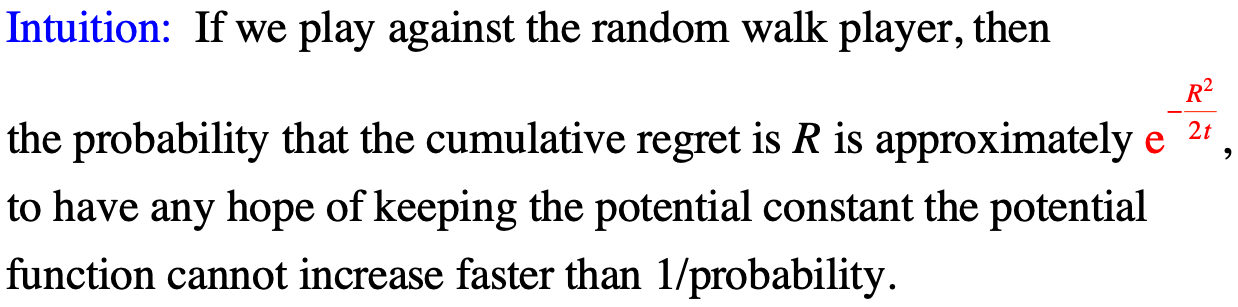 Intuition: If we play against the random walk player, then
the probability that the cumulative regret is R is approximately e^{-\frac{R^2}{2t}},
to have any hope of keeping the potential constant the potential
function cannot increase faster than 1/probability.